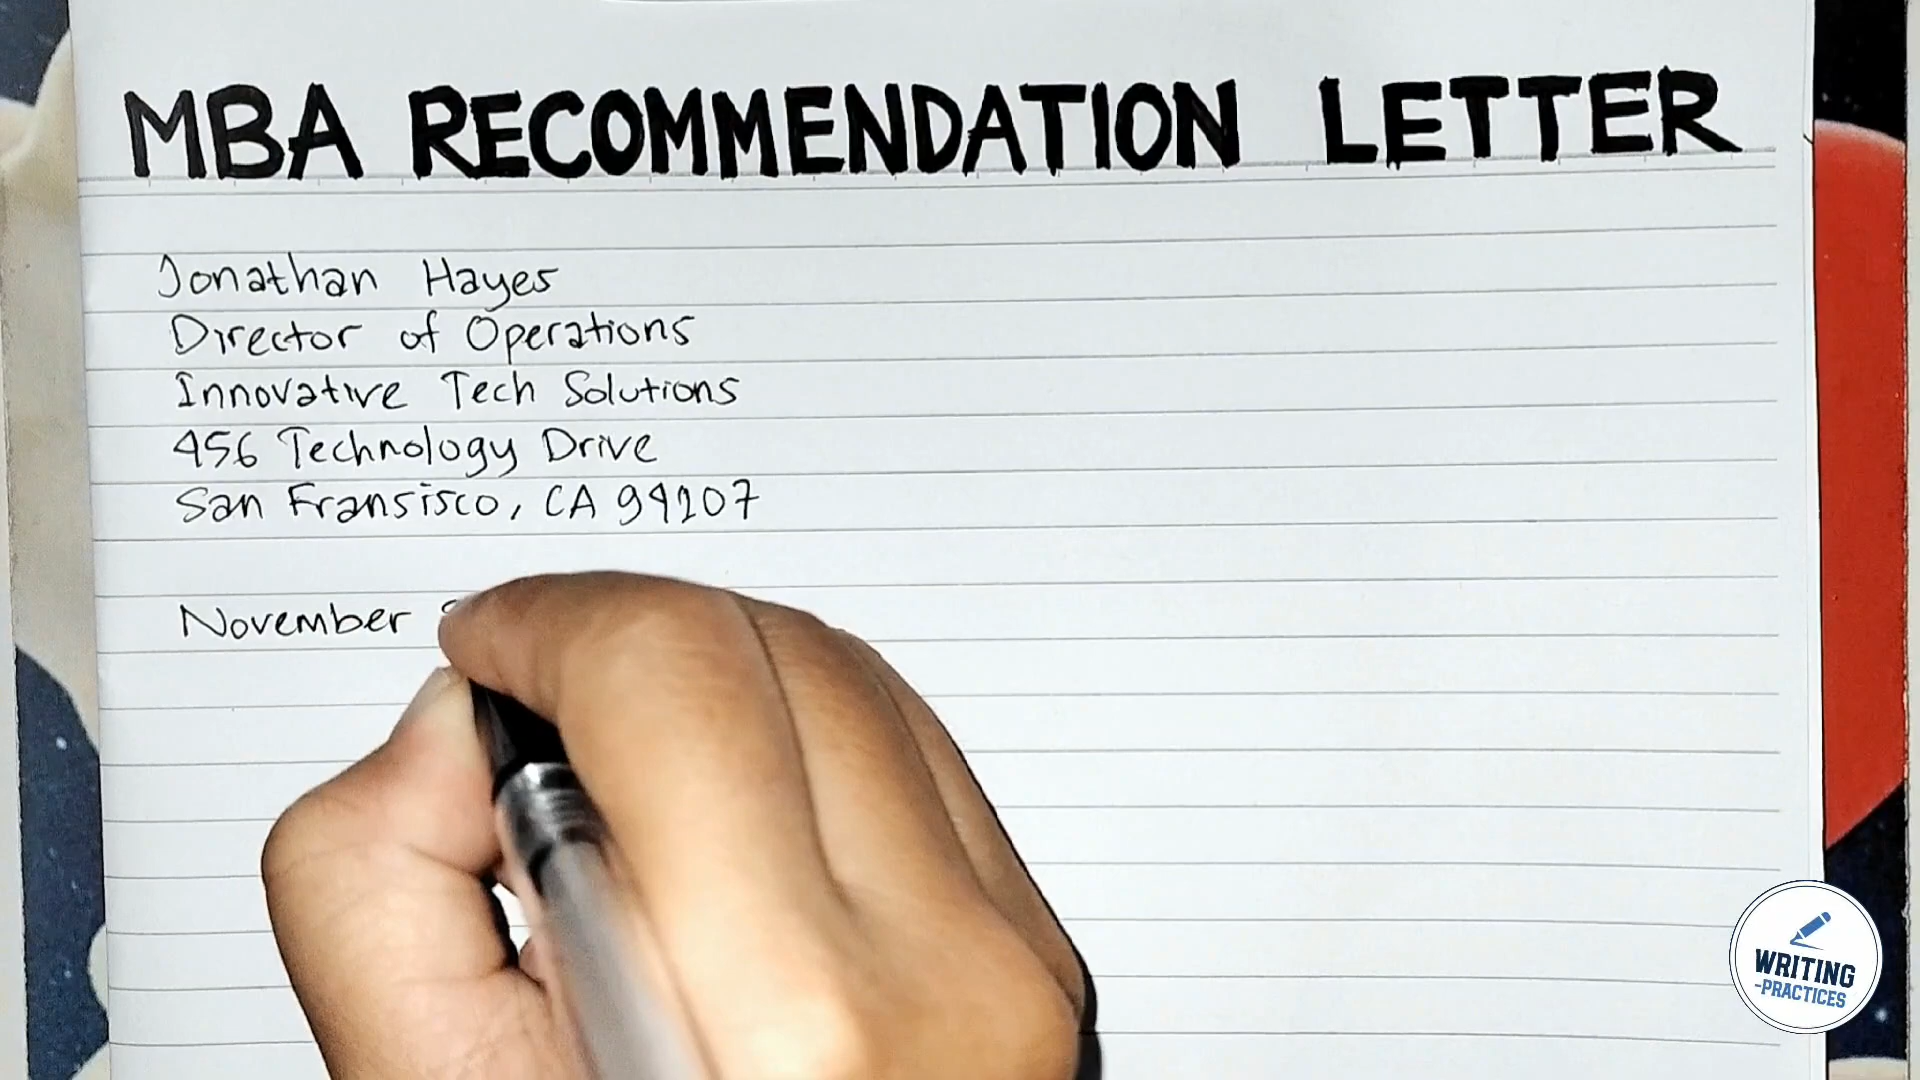 MBA RECOMMENDATION LETTER
Jonathan Hayes
Director of Operations
Innovative Tech Solutions
456 Technology Drive
San Fransisco, CA 94107
November
WRITING
-PRACTICES